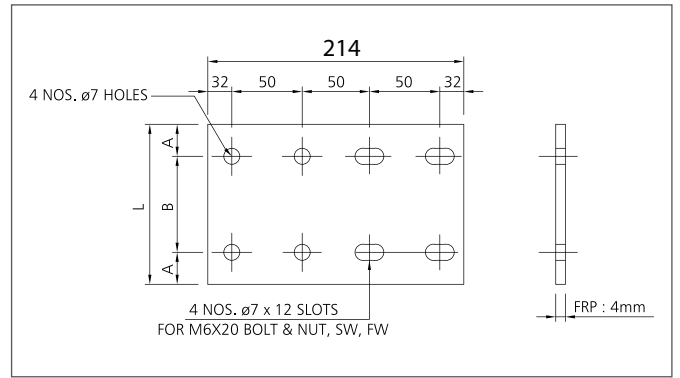 214
32 50 50 50 32
4 NOS. ø7 HOLES
A
B
L
A
4 NOS. ø7 x 12 SLOTS
FOR M6X20 BOLT & NUT, SW, FW
FRP : 4mm